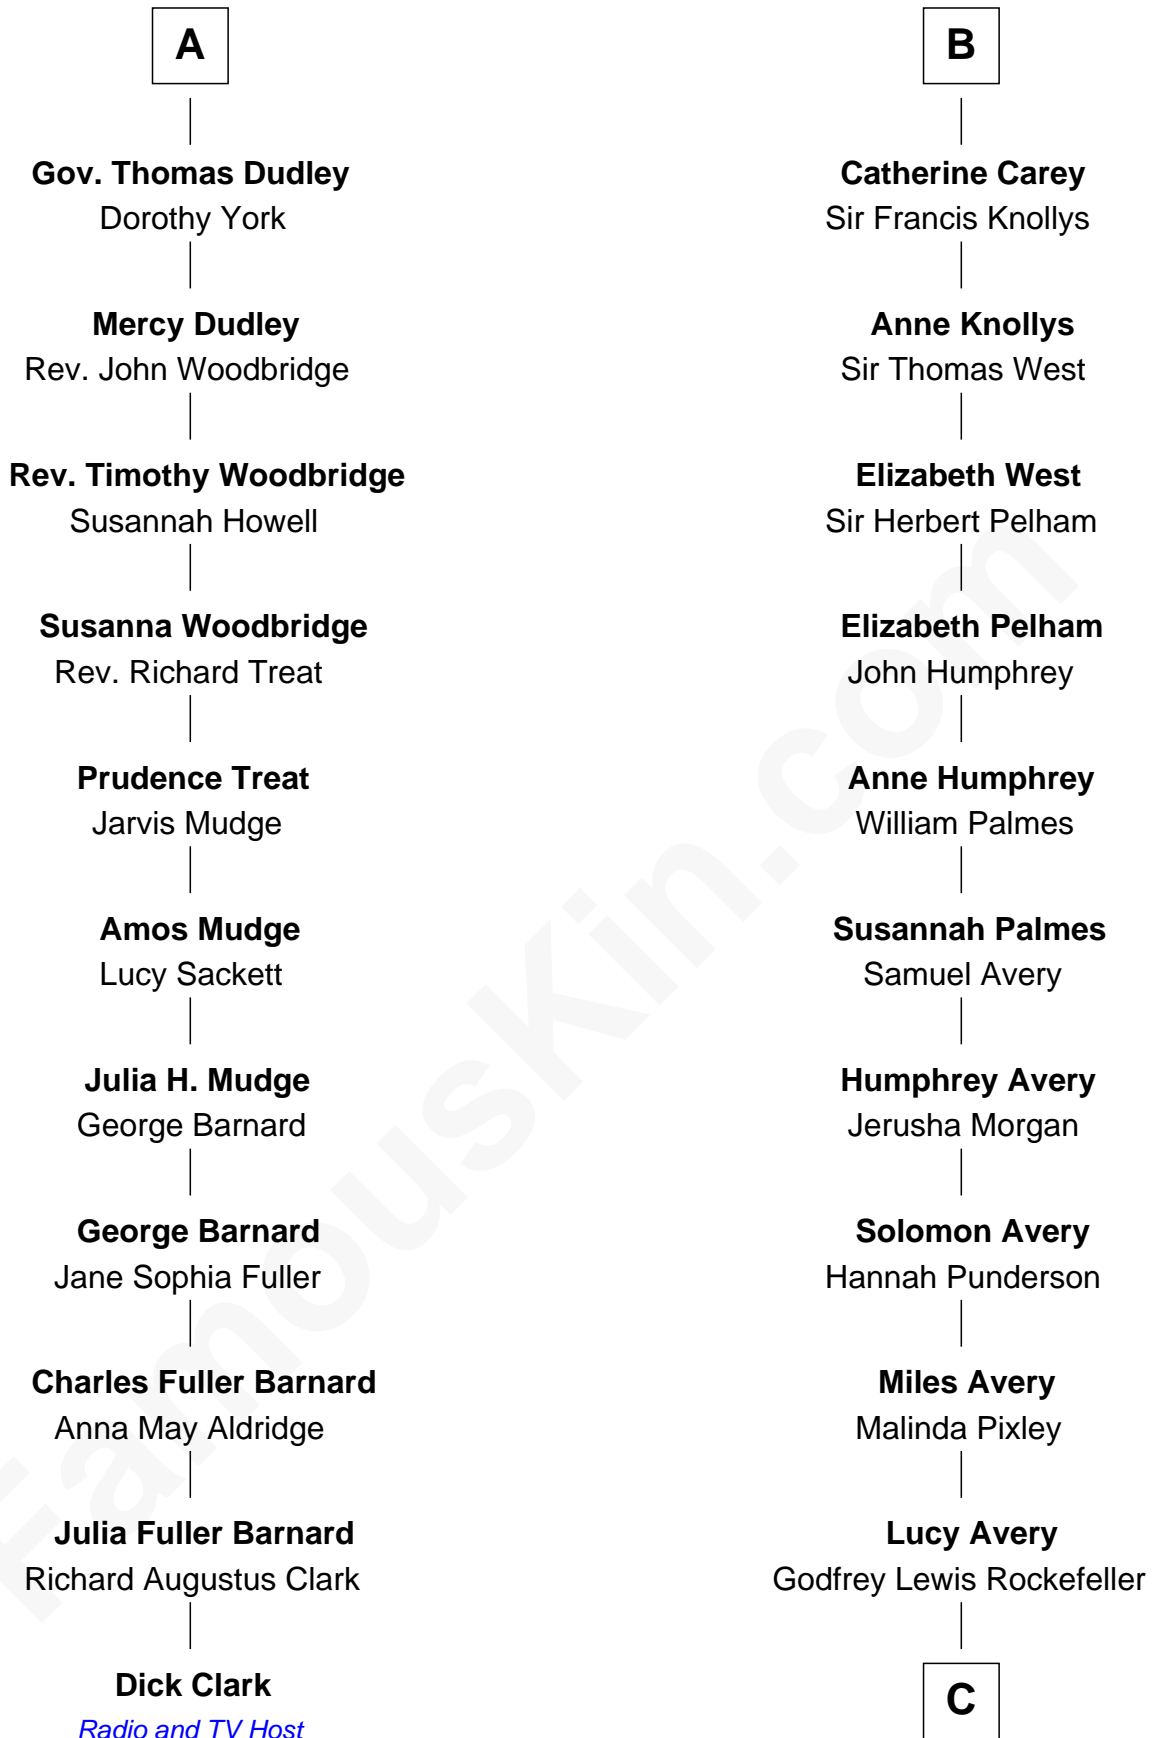 A
Gov. Thomas Dudley
Dorothy York
Mercy Dudley
Rev. John Woodbridge
Rev. Timothy Woodbridge
Susannah Howell
Susanna Woodbridge
Rev. Richard Treat
Prudence Treat
Jarvis Mudge
Amos Mudge
Lucy Sackett
Julia H. Mudge
George Barnard
George Barnard
Jane Sophia Fuller
Charles Fuller Barnard
Anna May Aldridge
Julia Fuller Barnard
Richard Augustus Clark
Dick Clark
Radio and TV Host
B
Catherine Carey
Sir Francis Knollys
Anne Knollys
Sir Thomas West
Elizabeth West
Sir Herbert Pelham
Elizabeth Pelham
John Humphrey
Anne Humphrey
William Palmes
Susannah Palmes
Samuel Avery
Humphrey Avery
Jerusha Morgan
Solomon Avery
Hannah Punderson
Miles Avery
Malinda Pixley
Lucy Avery
Godfrey Lewis Rockefeller
C
FamousKin.com